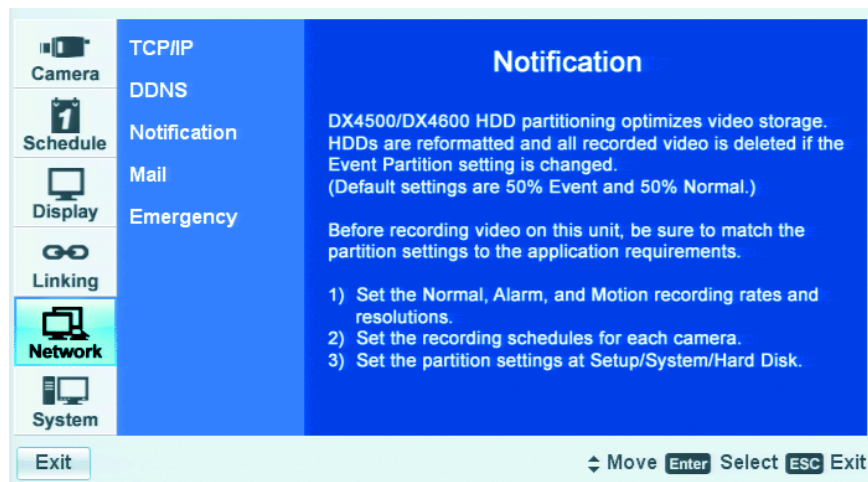 Camera
Schedule
1
Display
Linking
Network
System
TCP/IP
DDNS
Notification
Mail
Emergency
Notification
DX4500/DX4600 HDD partitioning optimizes video storage.
HDDs are reformatted and all recorded video is deleted if the
Event Partition setting is changed.
(Default settings are 50% Event and 50% Normal.)
Before recording video on this unit, be sure to match the
partition settings to the application requirements.
1) Set the Normal, Alarm, and Motion recording rates and
resolutions.
2) Set the recording schedules for each camera.
3) Set the partition settings at Setup/System/Hard Disk.
Exit
Move Enter Select ESC Exit